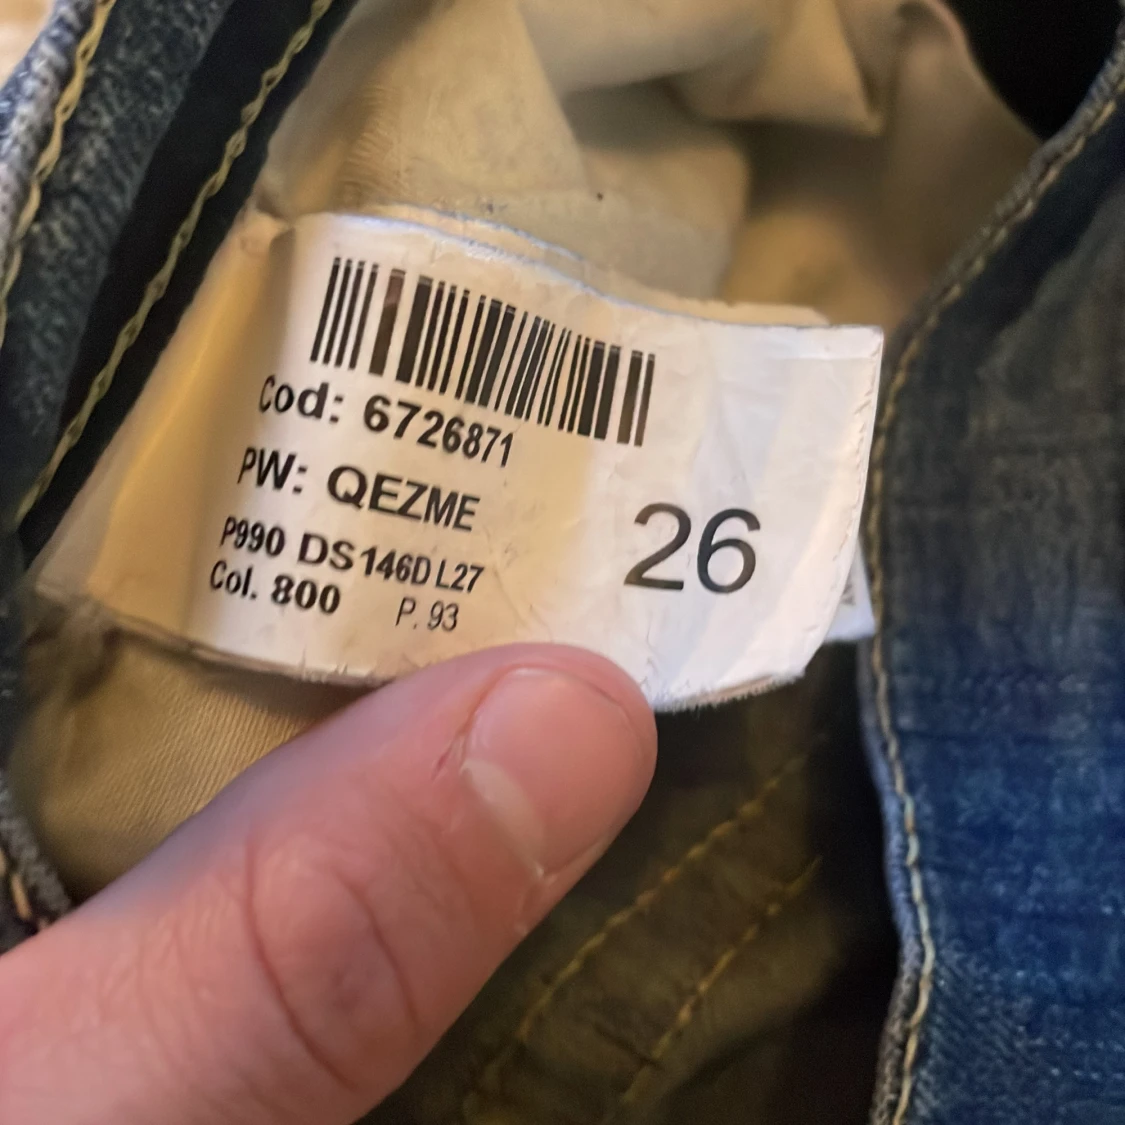 Cod: 6726871
PW: QEZME
P990 DS146D L27
Col. 800 P. 93
26